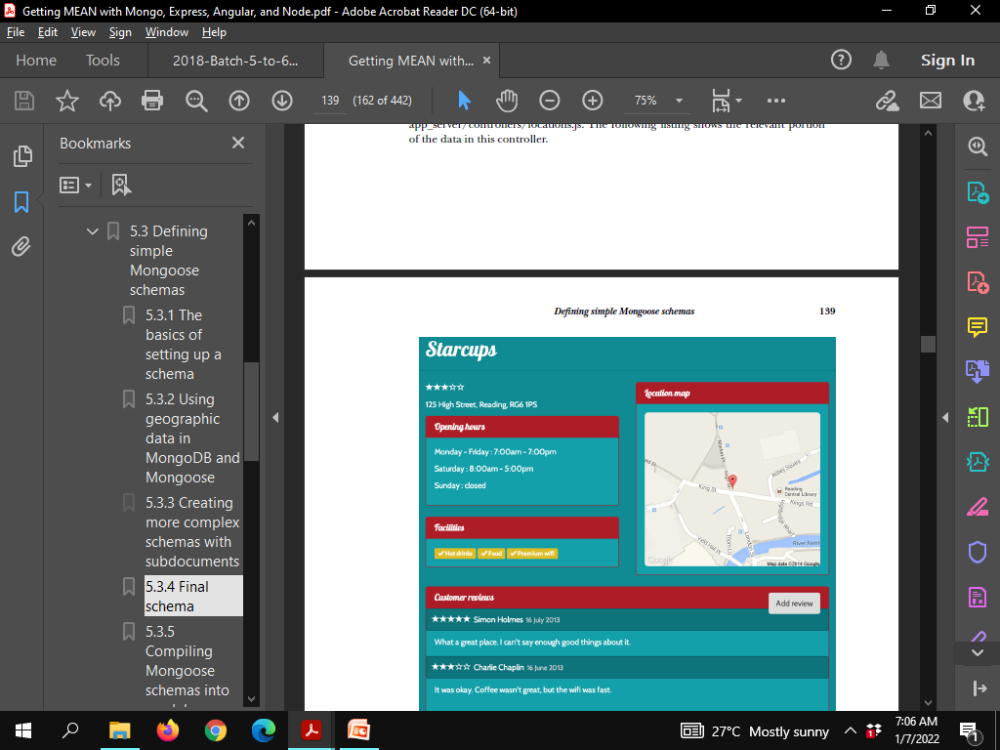 Getting MEAN with Mongo, Express, Angular, and Node.pdf - Adobe Acrobat Reader DC (64-bit)
File Edit View Sign Window Help
Home Tools 2018-Batch-5-to-6... Getting MEAN with... × Sign In
139 (162 of 442) 75%
Bookmarks
5.3 Defining
simple
Mongoose
schemas
5.3.1 The
basics of
setting up a
schema
5.3.2 Using
geographic
data in
MongoDB and
Mongoose
5.3.3 Creating
more complex
schemas with
subdocuments
5.3.4 Final
schema
5.3.5
Compiling
Mongoose
schemas into
app_server/controllers/locations.js. The following listing shows the relevant portion
of the data in this controller.
Defining simple Mongoose schemas 139
Starcups
125 High Street, Reading, RG6 1PS
Opening hours
Monday - Friday : 7:00am - 7:00pm
Saturday : 8:00am - 5:00pm
Sunday : closed
Facilities
Hot drinks Food Premium wifi
Location map
King St
Kings Rd
Abbey Square
Reading
Central Library
River Kenn
Google
Map data ©2014 Google
Customer reviews
Add review
Simon Holmes 16 July 2013
What a great place. I can't say enough good things about it.
Charlie Chaplin 16 June 2013
It was okay. Coffee wasn't great, but the wifi was fast.
27°C Mostly sunny
7:06 AM
1/7/2022
1